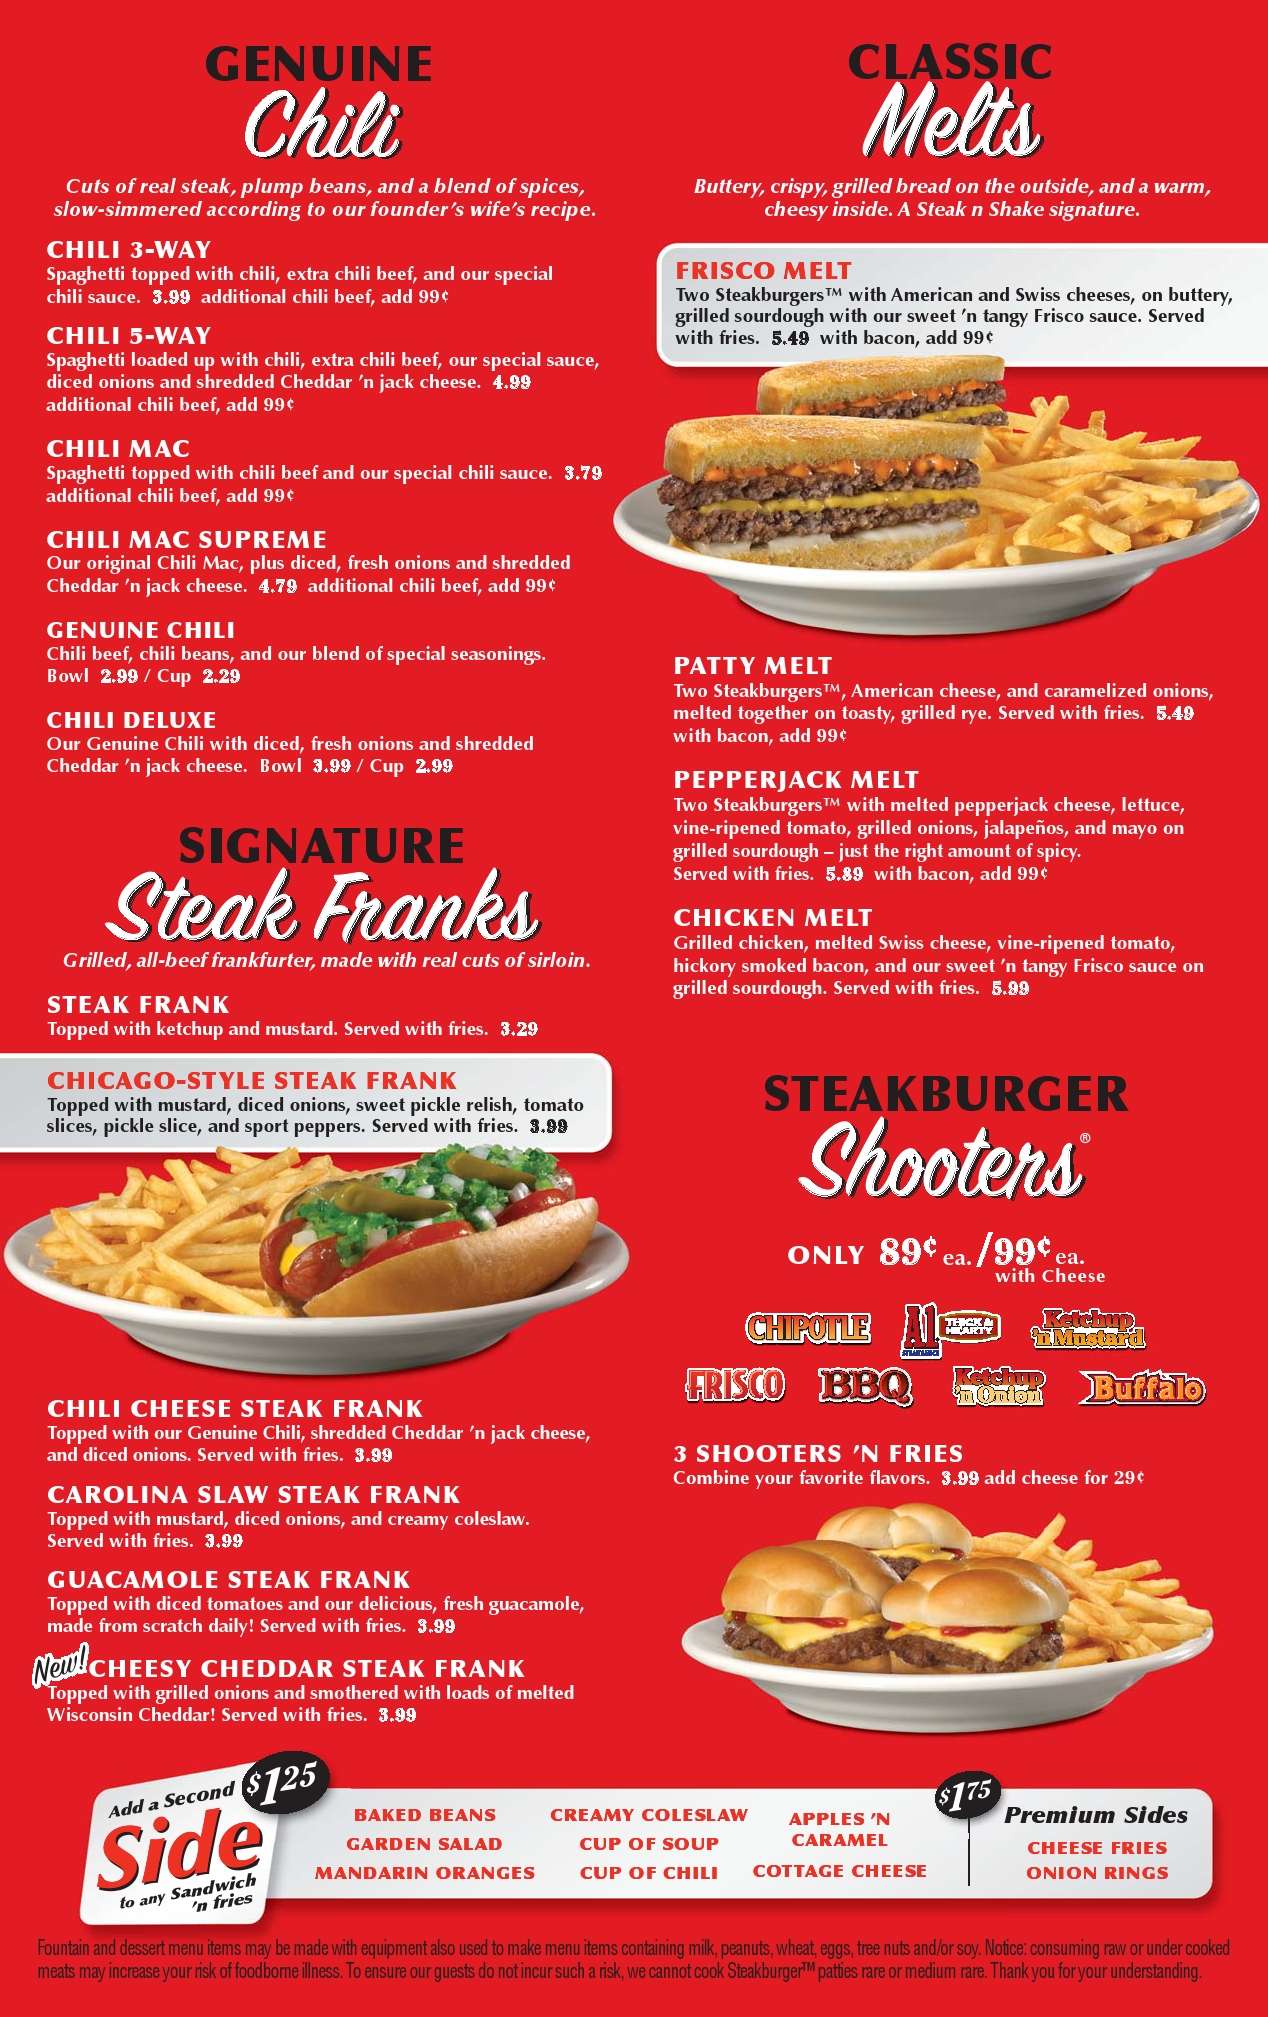 GENUINE
Chili
Cuts of real steak, plump beans, and a blend of spices,
slow-simmered according to our founder's wife's recipe.
CHILI 3-WAY
Spaghetti topped with chili, extra chili beef, and our special
chili sauce. 3.99 additional chili beef, add 99¢
CHILI 5-WAY
Spaghetti loaded up with chili, extra chili beef, our special sauce,
diced onions and shredded Cheddar 'n jack cheese. 4.99
additional chili beef, add 99¢
CHILI MAC
Spaghetti topped with chili beef and our special chili sauce. 3.79
additional chili beef, add 99¢
CHILI MAC SUPREME
Our original Chili Mac, plus diced, fresh onions and shredded
Cheddar 'n jack cheese. 4.79 additional chili beef, add 99¢
GENUINE CHILI
Chili beef, chili beans, and our blend of special seasonings.
Bowl 2.99 / Cup 2.29
CHILI DELUXE
Our Genuine Chili with diced, fresh onions and shredded
Cheddar 'n jack cheese. Bowl 3.99 / Cup 2.99
SIGNATURE
Steak Franks
Grilled, all-beef frankfurter, made with real cuts of sirloin.
STEAK FRANK
Topped with ketchup and mustard. Served with fries. 3.29
CHICAGO-STYLE STEAK FRANK
Topped with mustard, diced onions, sweet pickle relish, tomato
slices, pickle slice, and sport peppers. Served with fries. 3.99
CHILI CHEESE STEAK FRANK
Topped with our Genuine Chili, shredded Cheddar 'n jack cheese,
and diced onions. Served with fries. 3.99
CAROLINA SLAW STEAK FRANK
Topped with mustard, diced onions, and creamy coleslaw.
Served with fries. 3.99
GUACAMOLE STEAK FRANK
Topped with diced tomatoes and our delicious, fresh guacamole,
made from scratch daily! Served with fries. 3.99
New! CHEESY CHEDDAR STEAK FRANK
Topped with grilled onions and smothered with loads of melted
Wisconsin Cheddar! Served with fries. 3.99
CLASSIC
Melts
Buttery, crispy, grilled bread on the outside, and a warm,
cheesy inside. A Steak n Shake signature.
FRISCO MELT
Two Steakburgers™ with American and Swiss cheeses, on buttery,
grilled sourdough with our sweet 'n tangy Frisco sauce. Served
with fries. 5.49 with bacon, add 99¢
PATTY MELT
Two Steakburgers™, American cheese, and caramelized onions,
melted together on toasty, grilled rye. Served with fries. 5.49
with bacon, add 99¢
PEPPERJACK MELT
Two Steakburgers™ with melted pepperjack cheese, lettuce,
vine-ripened tomato, grilled onions, jalapeños, and mayo on
grilled sourdough – just the right amount of spicy.
Served with fries. 5.89 with bacon, add 99¢
CHICKEN MELT
Grilled chicken, melted Swiss cheese, vine-ripened tomato,
hickory smoked bacon, and our sweet 'n tangy Frisco sauce on
grilled sourdough. Served with fries. 5.99
STEAKBURGER
Shooters®
ONLY 89¢ ea. / 99¢ ea.
with Cheese
CHIPOTLE A.1. STEAK SAUCE THICK & HEARTY Ketchup 'n Mustard
FRISCO BBQ Ketchup 'n Onion Buffalo
3 SHOOTERS 'N FRIES
Combine your favorite flavors. 3.99 add cheese for 29¢
Add a Second $1.25
Side
to any Sandwich
'n fries
BAKED BEANS
GARDEN SALAD
MANDARIN ORANGES
CREAMY COLESLAW
CUP OF SOUP
CUP OF CHILI
APPLES 'N
CARAMEL
COTTAGE CHEESE
$1.75 Premium Sides
CHEESE FRIES
ONION RINGS
Fountain and dessert menu items may be made with equipment also used to make menu items containing milk, peanuts, wheat, eggs, tree nuts and/or soy. Notice: consuming raw or under cooked
meats may increase your risk of foodborne illness. To ensure our guests do not incur such a risk, we cannot cook Steakburger™ patties rare or medium rare. Thank you for your understanding.